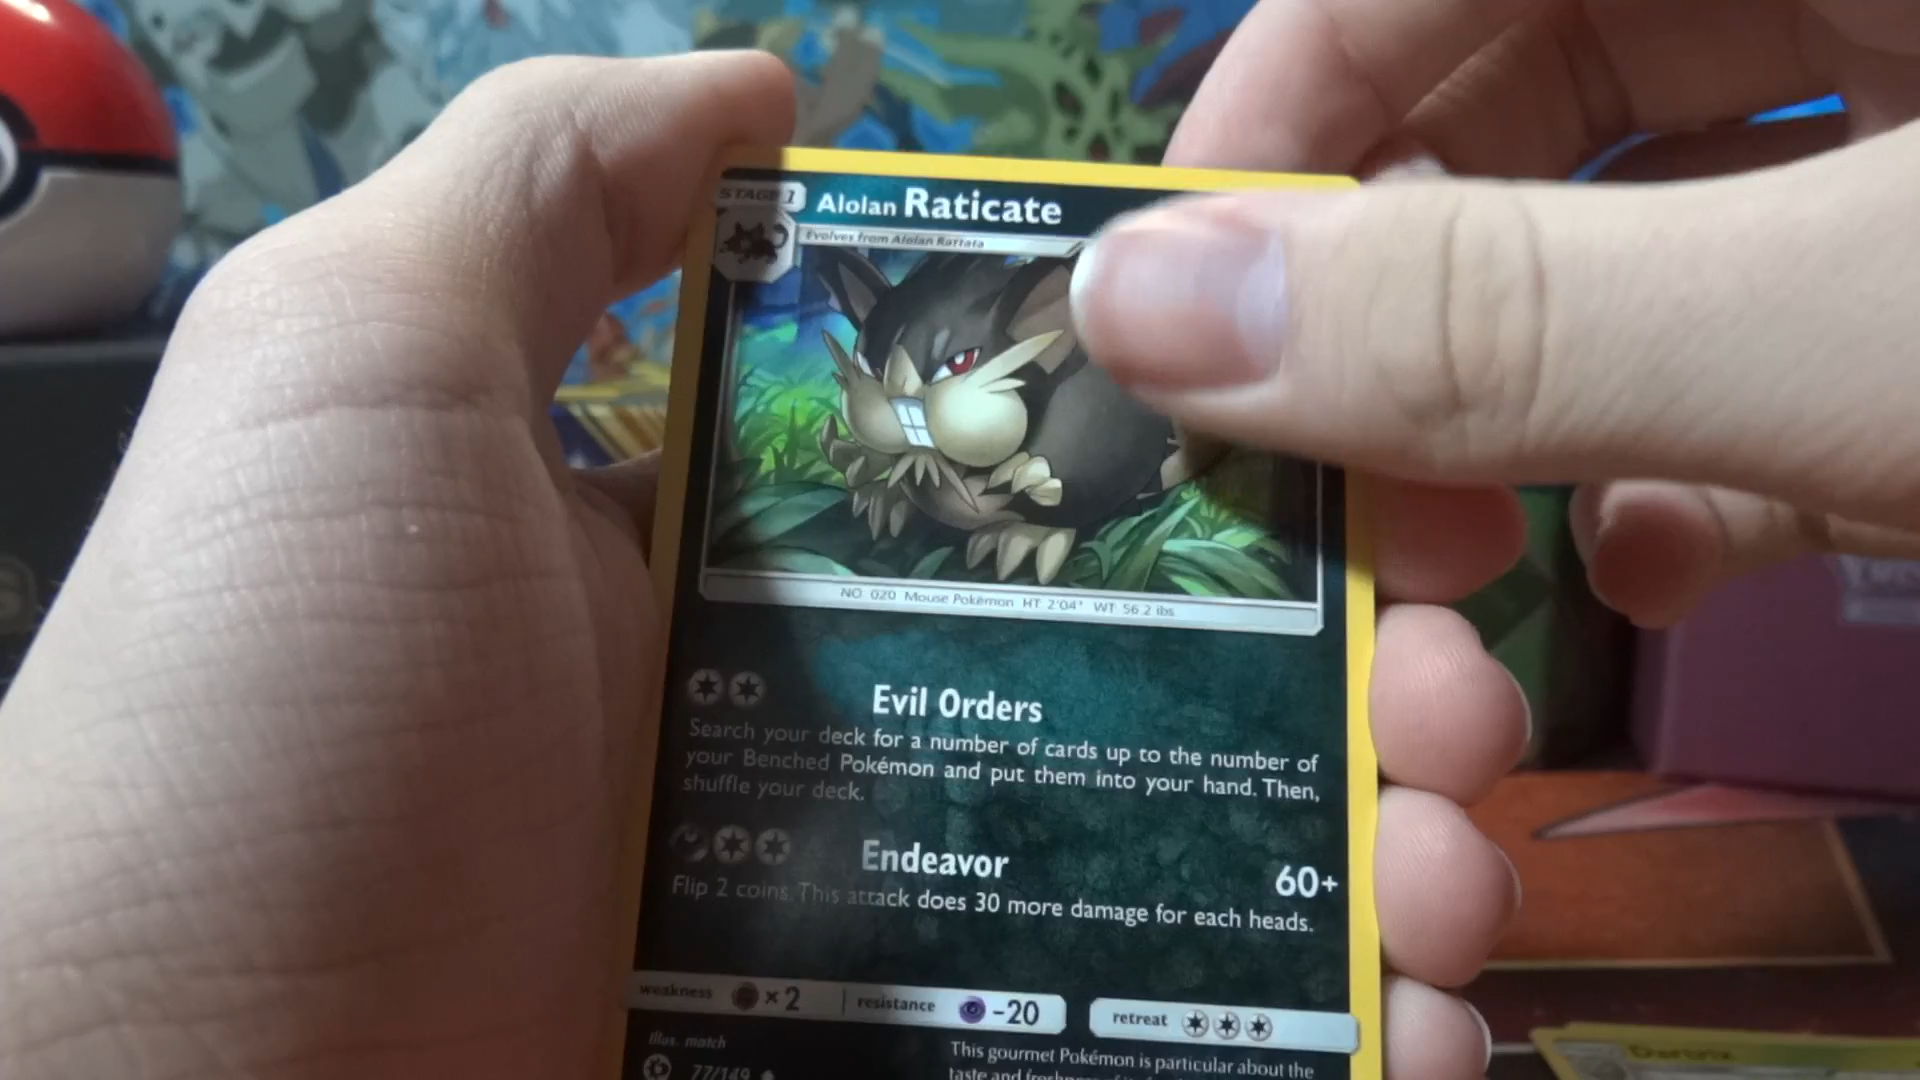 STAGE 1
Alolan Raticate
Evolves from Alolan Rattata
NO. 020 Mouse Pokémon HT: 2'04" WT: 56.2 lbs
Evil Orders
Search your deck for a number of cards up to the number of
your Benched Pokémon and put them into your hand. Then,
shuffle your deck.
Endeavor 60+
Flip 2 coins. This attack does 30 more damage for each heads.
weakness ×2 resistance -20 retreat
Illus. match
This gourmet Pokémon is particular about the
77/149
taste and
Dartrix